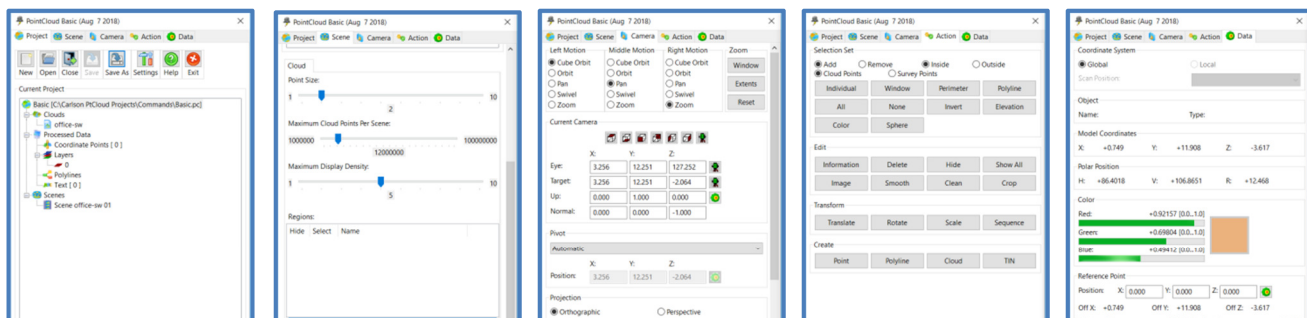 PointCloud Basic (Aug 7 2018)
Project Scene Camera Action Data
New Open Close Save Save As Settings Help Exit
Current Project
Basic [C:\Carlson PtCloud Projects\Commands\Basic.pc]
Clouds
office-sw
Processed Data
Coordinate Points [ 0 ]
Layers
0
Polylines
Text [ 0 ]
Scenes
Scene office-sw 01
PointCloud Basic (Aug 7 2018)
Project Scene Camera Action Data
Cloud
Point Size:
1 10
2
Maximum Cloud Points Per Scene:
1000000 100000000
12000000
Maximum Display Density:
1 10
5
Regions:
Hide Select Name
PointCloud Basic (Aug 7 2018)
Project Scene Camera Action Data
Left Motion Middle Motion Right Motion Zoom
Cube Orbit Cube Orbit Cube Orbit Window
Orbit Orbit Orbit
Pan Pan Pan Extents
Swivel Swivel Swivel
Zoom Zoom Zoom Reset
Current Camera
X: Y: Z:
Eye: 3.256 12.251 127.252
Target: 3.256 12.251 -2.064
Up: 0.000 1.000 0.000
Normal: 0.000 0.000 -1.000
Pivot
Automatic
X: Y: Z:
Position: 3.256 12.251 -2.064
Projection
Orthographic Perspective
PointCloud Basic (Aug 7 2018)
Project Scene Camera Action Data
Selection Set
Add Remove Inside Outside
Cloud Points Survey Points
Individual Window Perimeter Polyline
All None Invert Elevation
Color Sphere
Edit
Information Delete Hide Show All
Image Smooth Clean Crop
Transform
Translate Rotate Scale Sequence
Create
Point Polyline Cloud TIN
PointCloud Basic (Aug 7 2018)
Project Scene Camera Action Data
Coordinate System
Global Local
Scan Position:
Object
Name: Type:
Model Coordinates
X: +0.749 Y: +11.908 Z: -3.617
Polar Position
H: +86.4018 V: +106.8651 R: +12.468
Color
Red: +0.92157 [0.0...1.0]
Green: +0.69804 [0.0...1.0]
Blue: +0.49412 [0.0...1.0]
Reference Point
Position: X: 0.000 Y: 0.000 Z: 0.000
Off X: +0.749 Off Y: +11.908 Off Z: -3.617